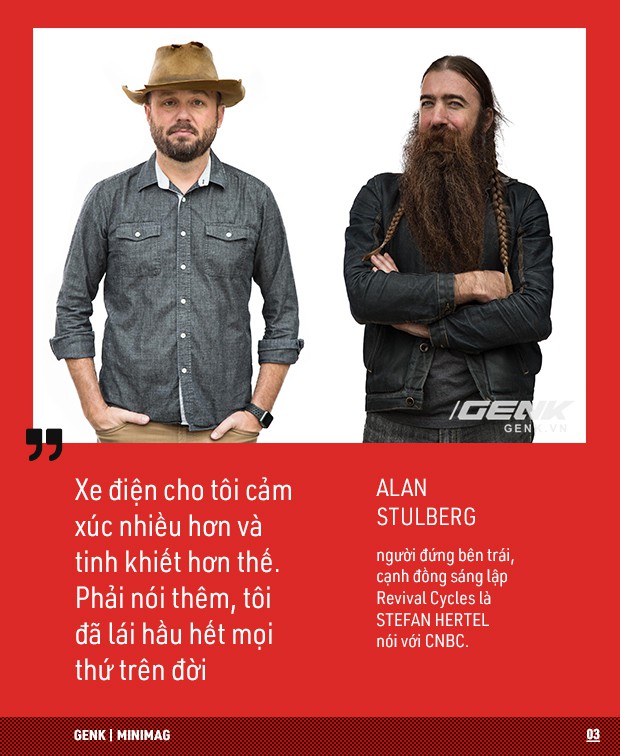 /GENK
GENK.VN
”
Xe điện cho tôi cảm
xúc nhiều hơn và
tinh khiết hơn thế.
Phải nói thêm, tôi
đã lái hầu hết mọi
thứ trên đời
ALAN
STULBERG
người đứng bên trái,
cạnh đồng sáng lập
Revival Cycles là
STEFAN HERTEL
nói với CNBC.
GENK | MINIMAG
03